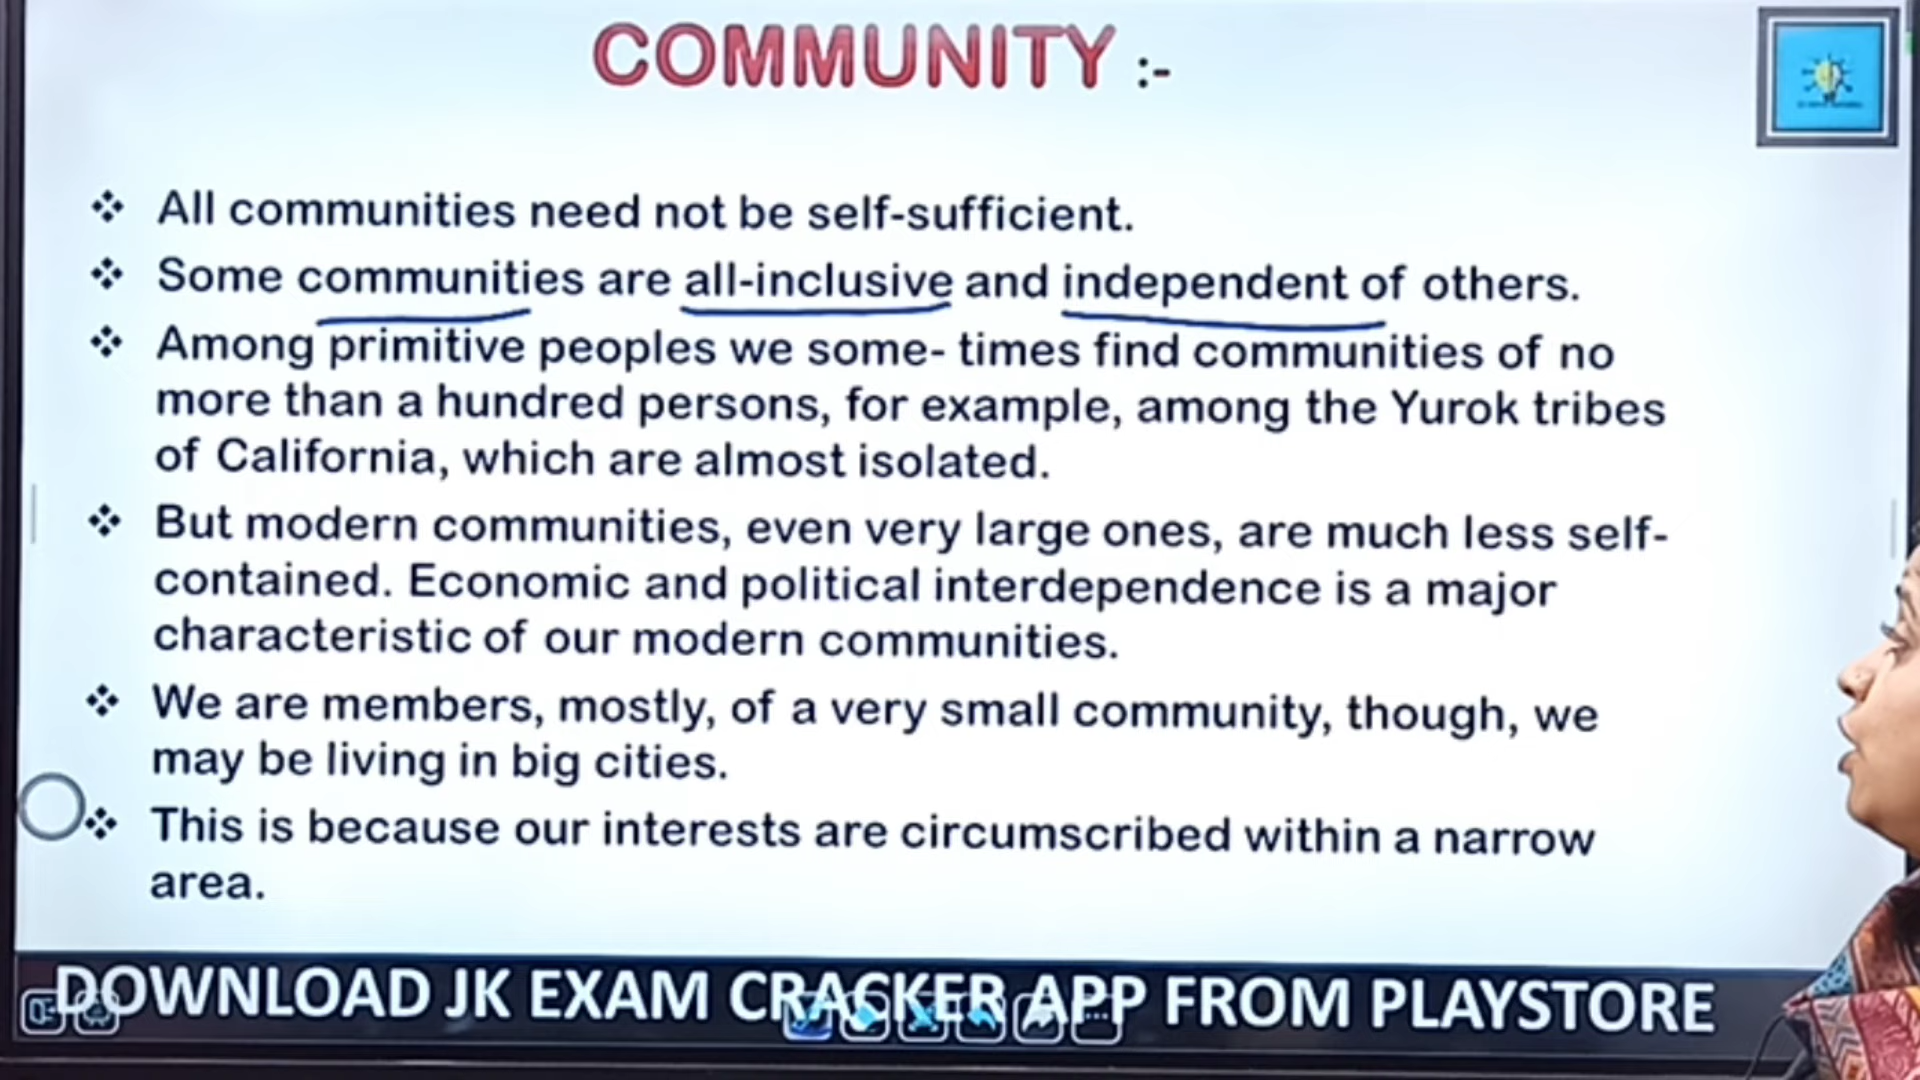 COMMUNITY :-
❖ All communities need not be self-sufficient.
❖ Some communities are all-inclusive and independent of others.
❖ Among primitive peoples we some- times find communities of no
more than a hundred persons, for example, among the Yurok tribes
of California, which are almost isolated.
❖ But modern communities, even very large ones, are much less self-
contained. Economic and political interdependence is a major
characteristic of our modern communities.
❖ We are members, mostly, of a very small community, though, we
may be living in big cities.
❖ This is because our interests are circumscribed within a narrow
area.
DOWNLOAD JK EXAM CRACKER APP FROM PLAYSTORE